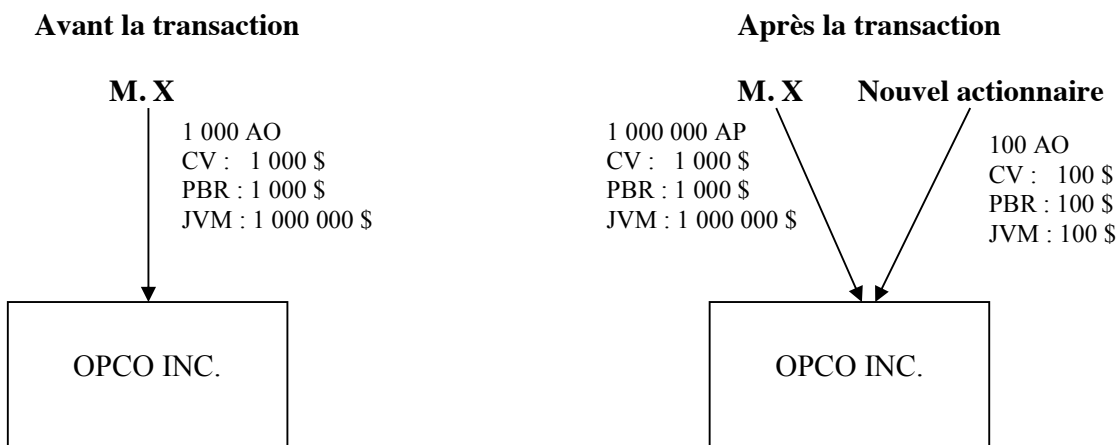 Avant la transaction
M. X
1 000 AO
CV : 1 000 $
PBR : 1 000 $
JVM : 1 000 000 $
OPCO INC.
Après la transaction
M. X Nouvel actionnaire
1 000 000 AP
CV : 1 000 $
PBR : 1 000 $
JVM : 1 000 000 $
100 AO
CV : 100 $
PBR : 100 $
JVM : 100 $
OPCO INC.